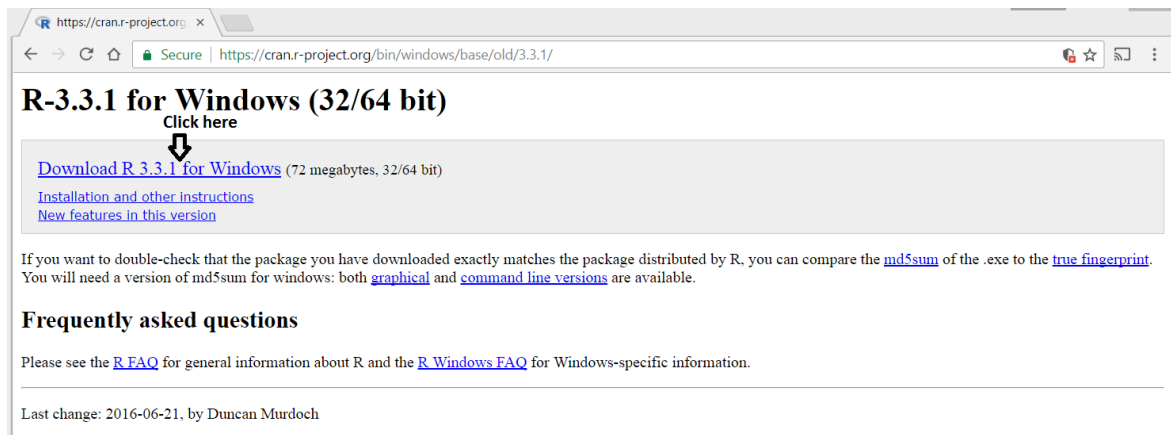 https://cran.r-project.org
Secure | https://cran.r-project.org/bin/windows/base/old/3.3.1/
R-3.3.1 for Windows (32/64 bit)
Click here
Download R 3.3.1 for Windows (72 megabytes, 32/64 bit)
Installation and other instructions
New features in this version
If you want to double-check that the package you have downloaded exactly matches the package distributed by R, you can compare the md5sum of the .exe to the true fingerprint.
You will need a version of md5sum for windows: both graphical and command line versions are available.
Frequently asked questions
Please see the R FAQ for general information about R and the R Windows FAQ for Windows-specific information.
Last change: 2016-06-21, by Duncan Murdoch